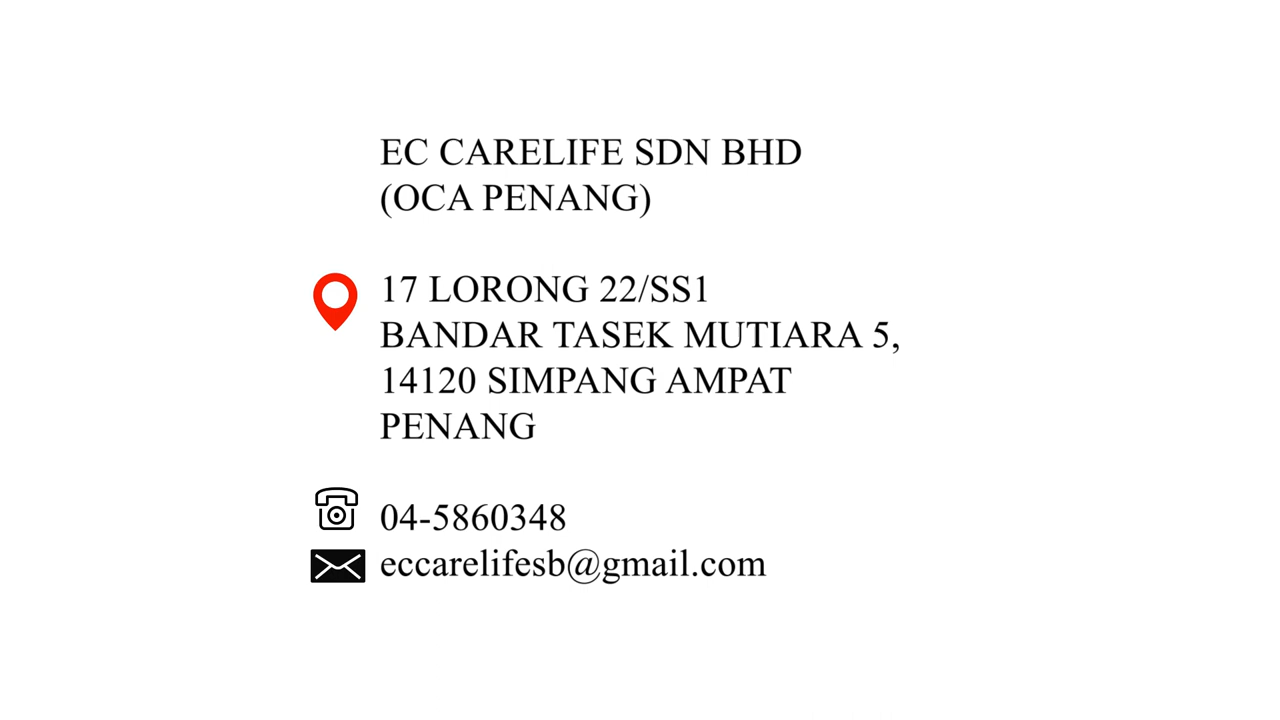 EC CARELIFE SDN BHD
(OCA PENANG)
17 LORONG 22/SS1
BANDAR TASEK MUTIARA 5,
14120 SIMPANG AMPAT
PENANG
04-5860348
eccarelifesb@gmail.com